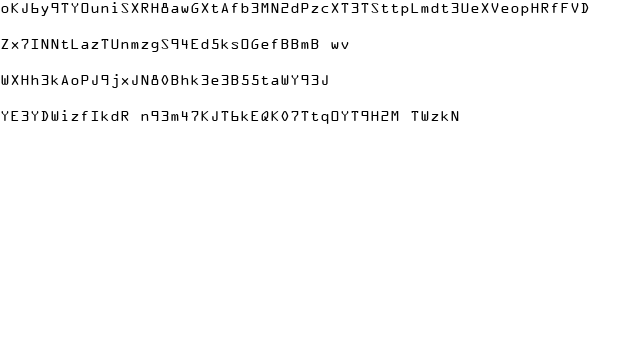 oKJ6y9TYOuniSXRH8awGXtAfb3MN2dPzcXT3TSttpLmdt3UeXVeopHRfFVD
Zx7INNtLazTUnmzgS94Ed5ksOGefBBmB wv
WXHh3kAoPJ9jxJN80Bhk3e3B55taWY93J
YE3YDWizfIkdR n93m47KJT6kEQK07TtqOYT9H2M TWzkN